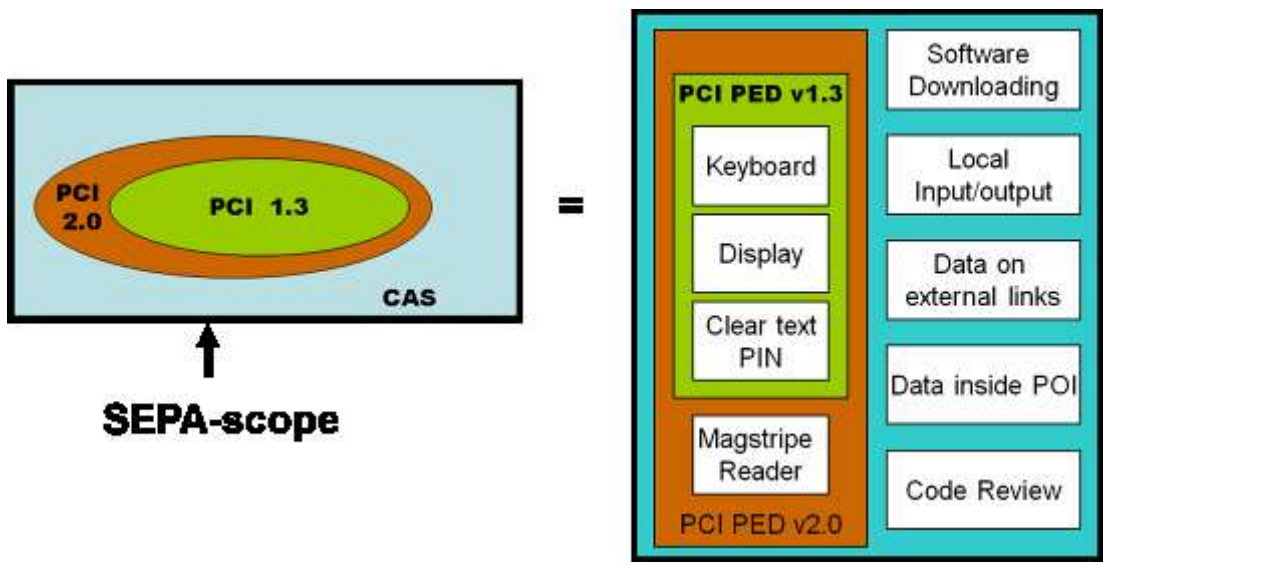 PCI
2.0
PCI 1.3
CAS
SEPA-scope
=
PCI PED v1.3
Keyboard
Display
Clear text
PIN
Magstripe
Reader
PCI PED v2.0
Software
Downloading
Local
Input/output
Data on
external links
Data inside POI
Code Review